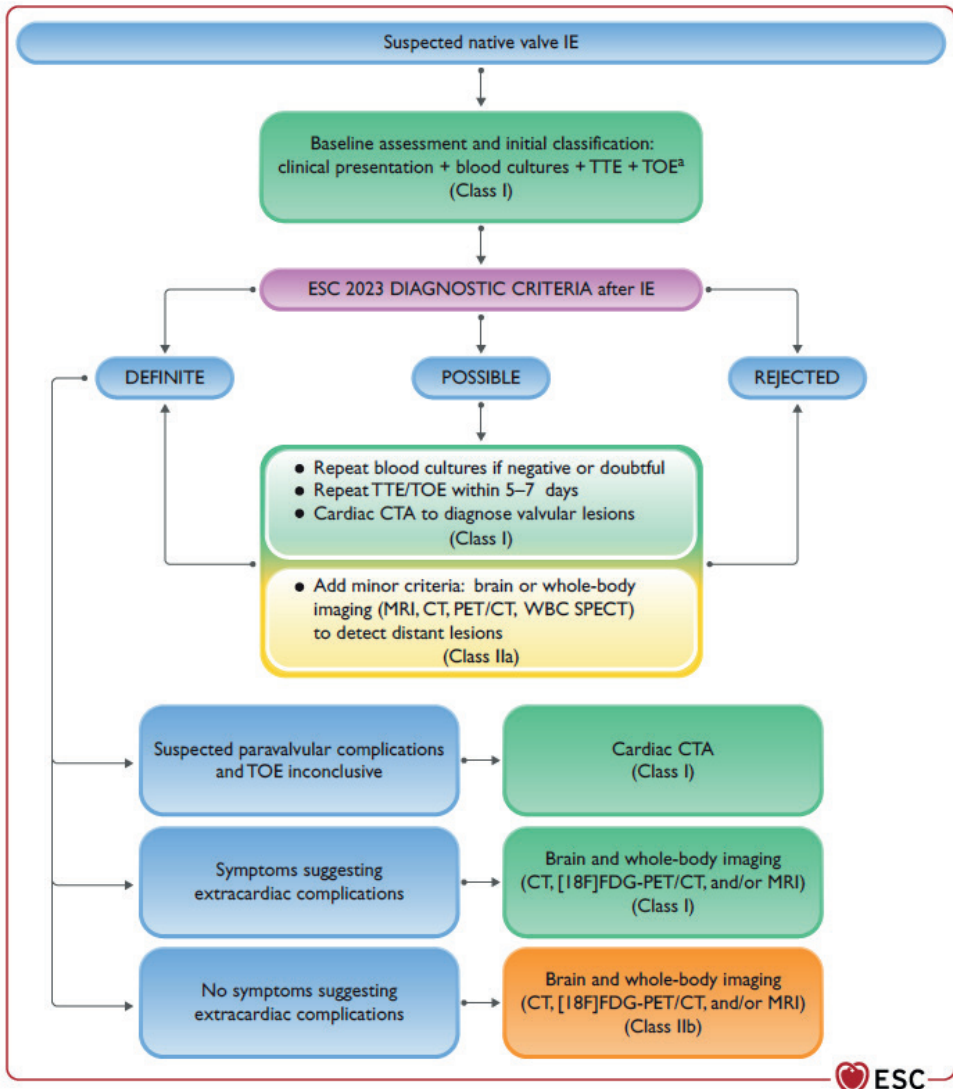 Suspected native valve IE
Baseline assessment and initial classification:
clinical presentation + blood cultures + TTE + TOEᵃ
(Class I)
ESC 2023 DIAGNOSTIC CRITERIA after IE
DEFINITE
POSSIBLE
REJECTED
● Repeat blood cultures if negative or doubtful
● Repeat TTE/TOE within 5–7 days
● Cardiac CTA to diagnose valvular lesions
(Class I)
● Add minor criteria: brain or whole-body
imaging (MRI, CT, PET/CT, WBC SPECT)
to detect distant lesions
(Class IIa)
Suspected paravalvular complications
and TOE inconclusive
Cardiac CTA
(Class I)
Symptoms suggesting
extracardiac complications
Brain and whole-body imaging
(CT, [18F]FDG-PET/CT, and/or MRI)
(Class I)
No symptoms suggesting
extracardiac complications
Brain and whole-body imaging
(CT, [18F]FDG-PET/CT, and/or MRI)
(Class IIb)
ESC